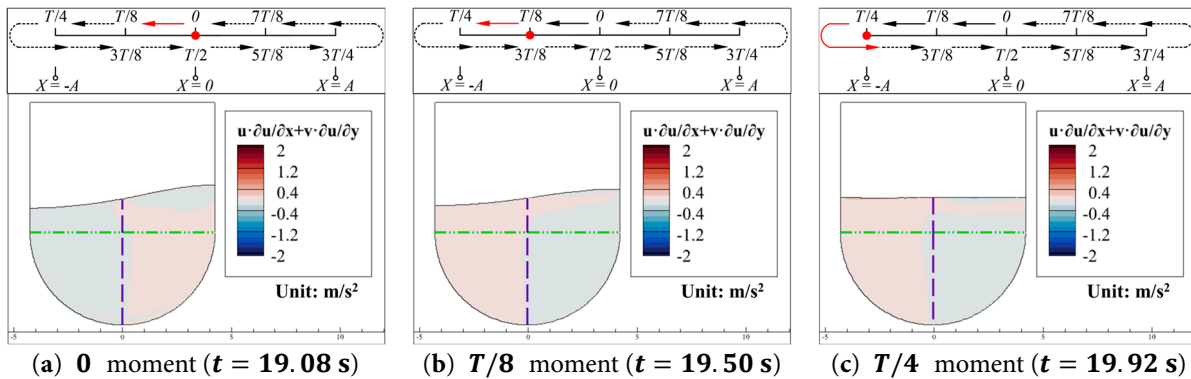 T/4 T/8 0 7T/8
3T/8 T/2 5T/8 3T/4
X=-A X=0 X=A
u·∂u/∂x+v·∂u/∂y
2
1.2
0.4
-0.4
-1.2
-2
Unit: m/s²
-5 0 5 10
(a) 0 moment (t = 19.08 s)
T/4 T/8 0 7T/8
3T/8 T/2 5T/8 3T/4
X=-A X=0 X=A
u·∂u/∂x+v·∂u/∂y
2
1.2
0.4
-0.4
-1.2
-2
Unit: m/s²
-5 0 5 10
(b) T/8 moment (t = 19.50 s)
T/4 T/8 0 7T/8
3T/8 T/2 5T/8 3T/4
X=-A X=0 X=A
u·∂u/∂x+v·∂u/∂y
2
1.2
0.4
-0.4
-1.2
-2
Unit: m/s²
-5 0 5 10
(c) T/4 moment (t = 19.92 s)